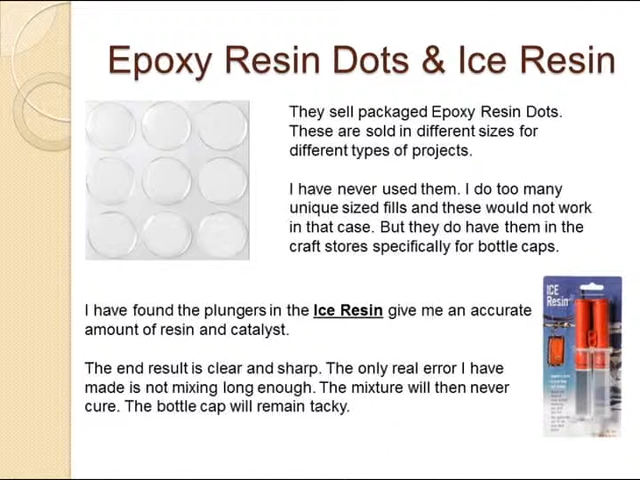 Epoxy Resin Dots & Ice Resin
They sell packaged Epoxy Resin Dots.
These are sold in different sizes for
different types of projects.
I have never used them. I do too many
unique sized fills and these would not work
in that case. But they do have them in the
craft stores specifically for bottle caps.
I have found the plungers in the Ice Resin give me an accurate
amount of resin and catalyst.
The end result is clear and sharp. The only real error I have
made is not mixing long enough. The mixture will then never
cure. The bottle cap will remain tacky.
ICE
Resin